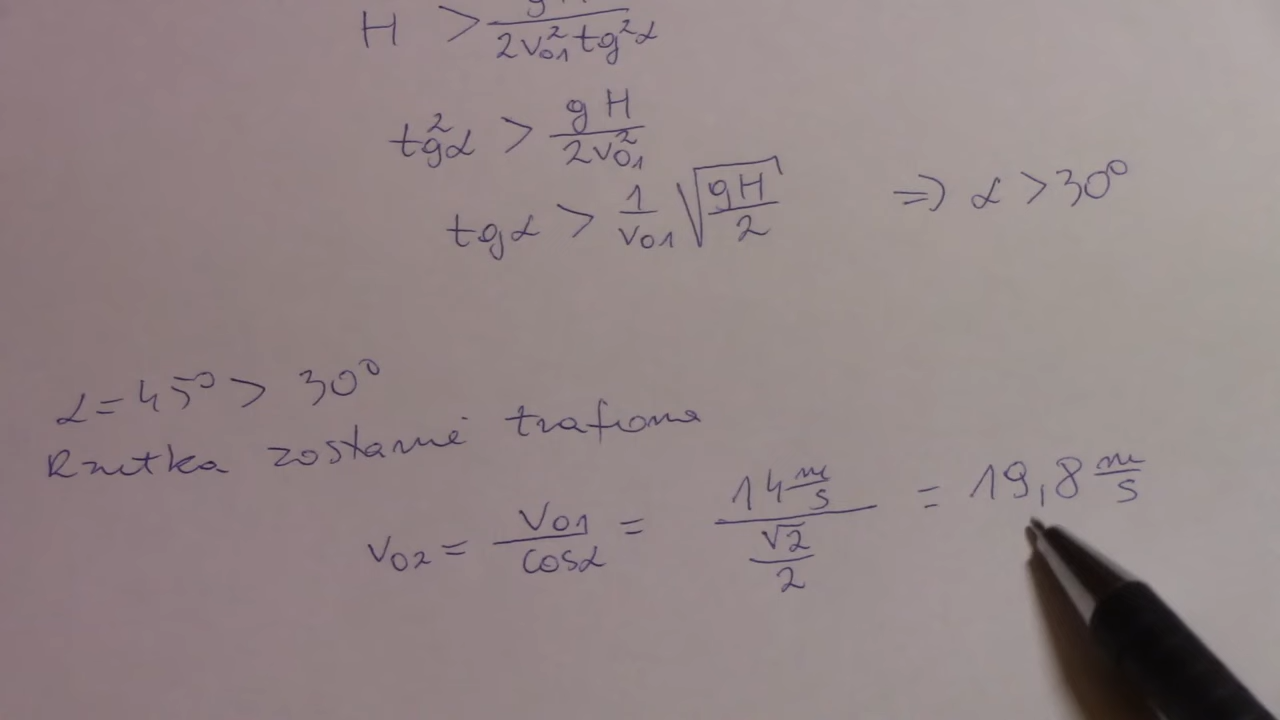 H > g H / 2v₀₁² tg²α
tg²α > gH / 2v₀₁²
tgα > 1/v₀₁ √(gH/2) => α > 30°
α = 45° > 30°
Rzutka zostanie trafiona
v₀₂ = v₀₁/cosα = 14 m/s / (√2/2) = 19,8 m/s